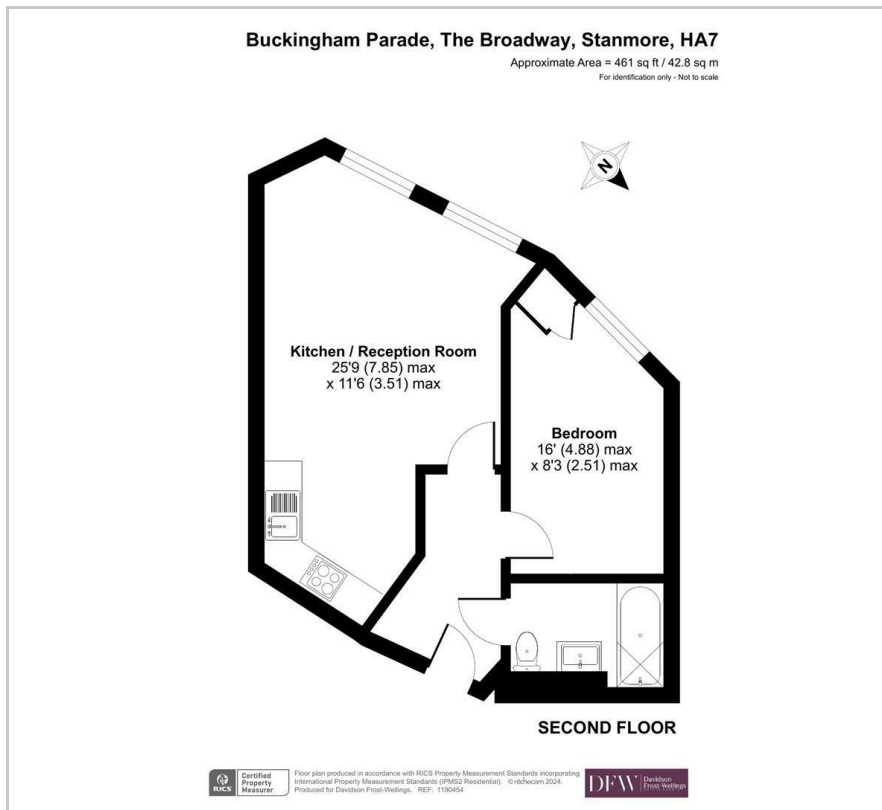 Buckingham Parade, The Broadway, Stanmore, HA7
Approximate Area = 461 sq ft / 42.8 sq m
For identification only - Not to scale
N
Kitchen / Reception Room
25'9 (7.85) max
x 11'6 (3.51) max
Bedroom
16' (4.88) max
x 8'3 (2.51) max
SECOND FLOOR
RICS
Certified
Property
Measurer
Floor plan produced in accordance with RICS Property Measurement Standards incorporating
International Property Measurement Standards (IPMS2 Residential). © nichecom 2024.
Produced for Davidson Frost-Wellings. REF: 1190454
DFW
Davidson
Frost-Wellings